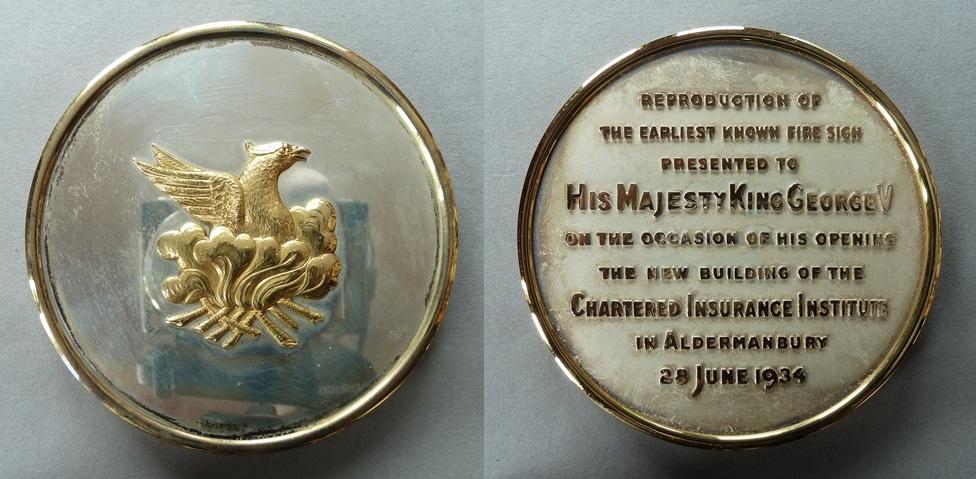 REPRODUCTION OF
THE EARLIEST KNOWN FIRE SIGN
PRESENTED TO
HIS MAJESTY KING GEORGE V
ON THE OCCASION OF HIS OPENING
THE NEW BUILDING OF THE
CHARTERED INSURANCE INSTITUTE
IN ALDERMANBURY
28 JUNE 1934